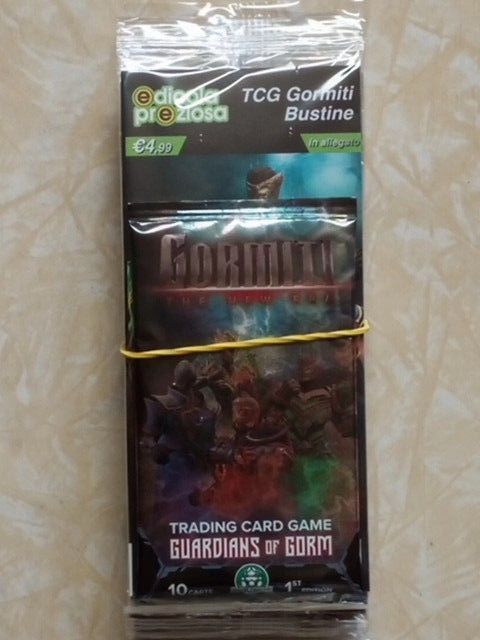 edicola
preziosa
TCG Gormiti
Bustine
€4,99
in allegato
GORMITI
THE NEW ERA
TRADING CARD GAME
GUARDIANS OF GORM
10 CARTE
1ST EDITION